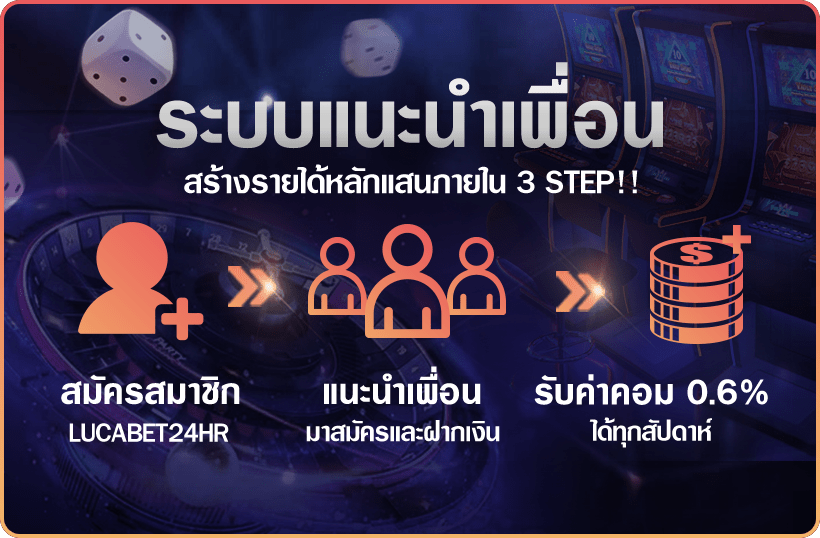 ระบบแนะนำเพื่อน
สร้างรายได้หลักแสนภายใน 3 STEP!!
สมัครสมาชิก
LUCABET24HR
แนะนำเพื่อน
มาสมัครและฝากเงิน
รับค่าคอม 0.6%
ได้ทุกสัปดาห์